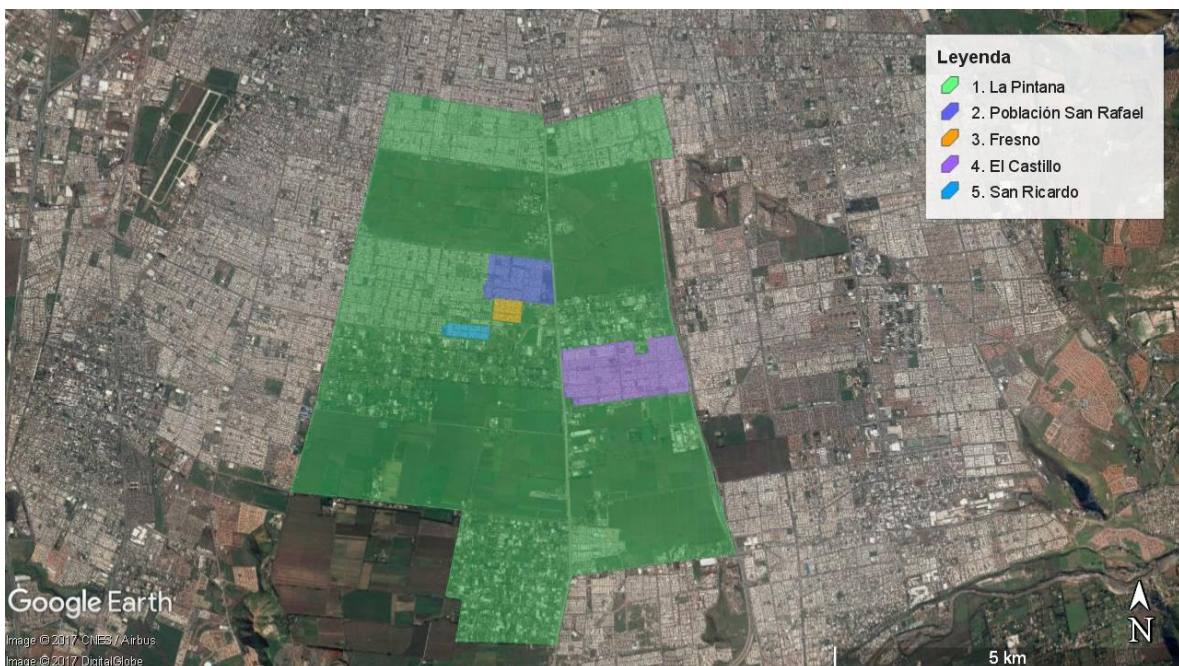 Leyenda
1. La Pintana
2. Población San Rafael
3. Fresno
4. El Castillo
5. San Ricardo
Google Earth
Image © 2017 CNES / Airbus
Image © 2017 DigitalGlobe
N
5 km